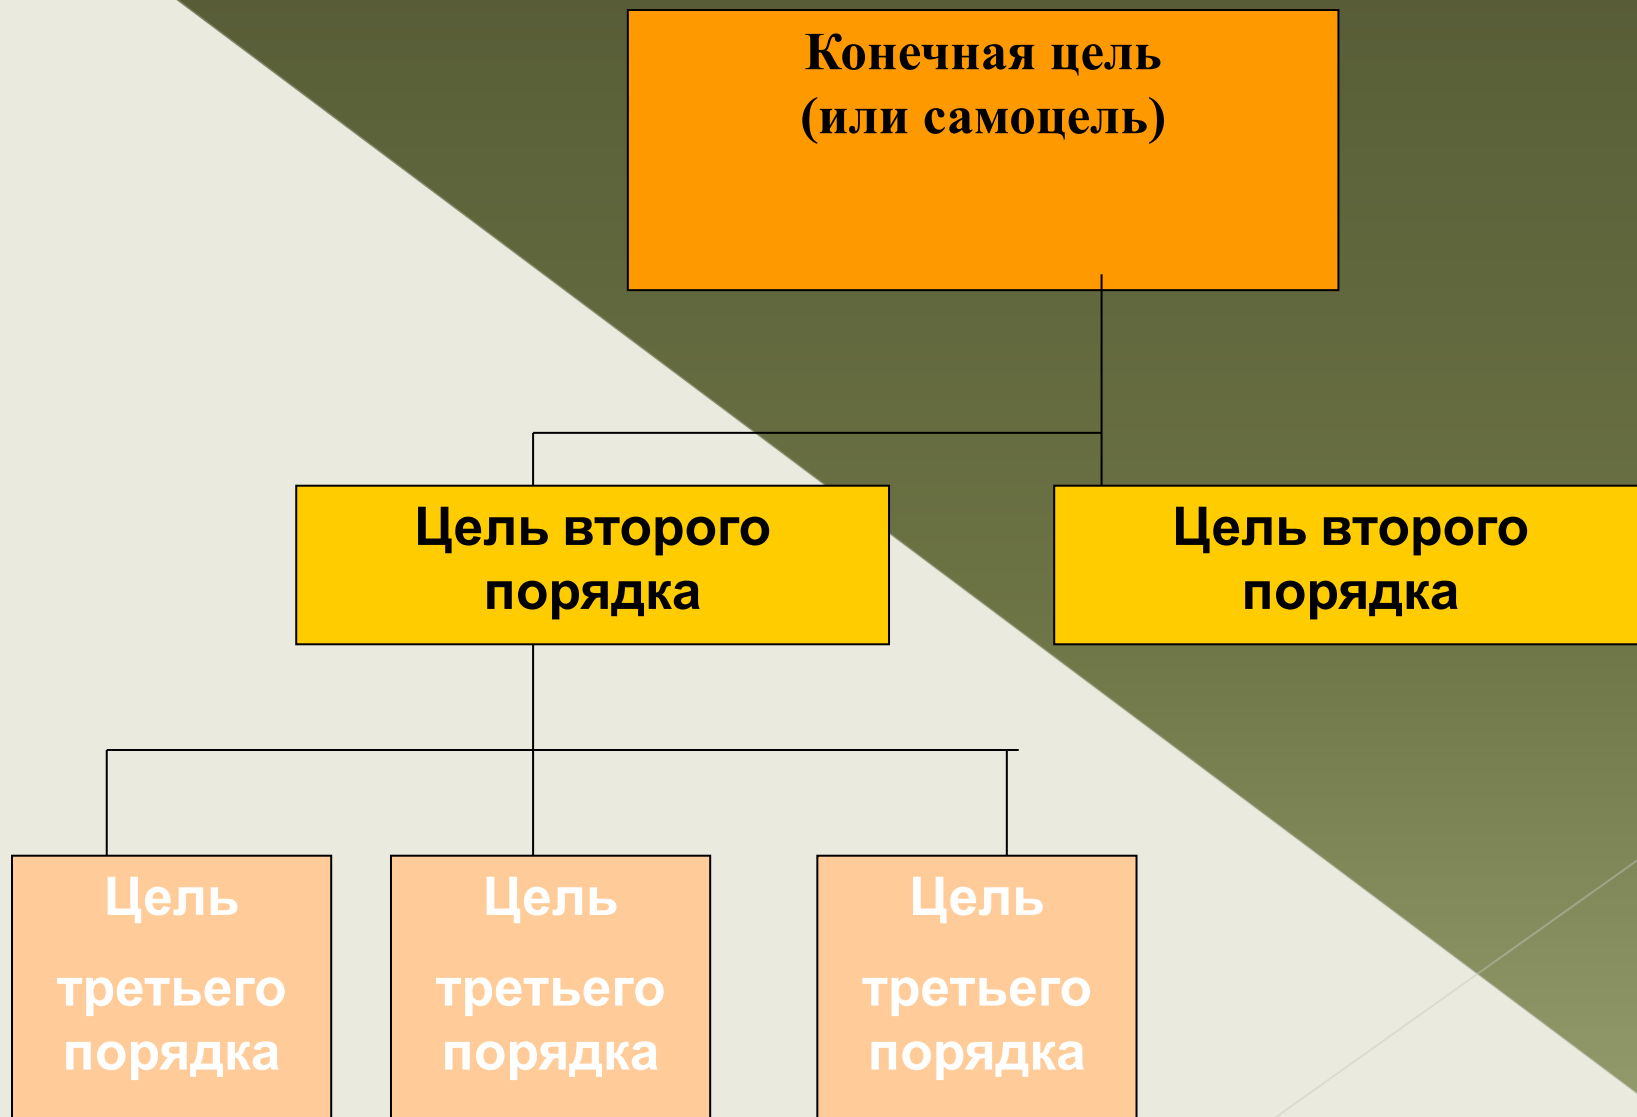 Конечная цель
(или самоцель)
Цель второго
порядка
Цель второго
порядка
Цель
третьего
порядка
Цель
третьего
порядка
Цель
третьего
порядка